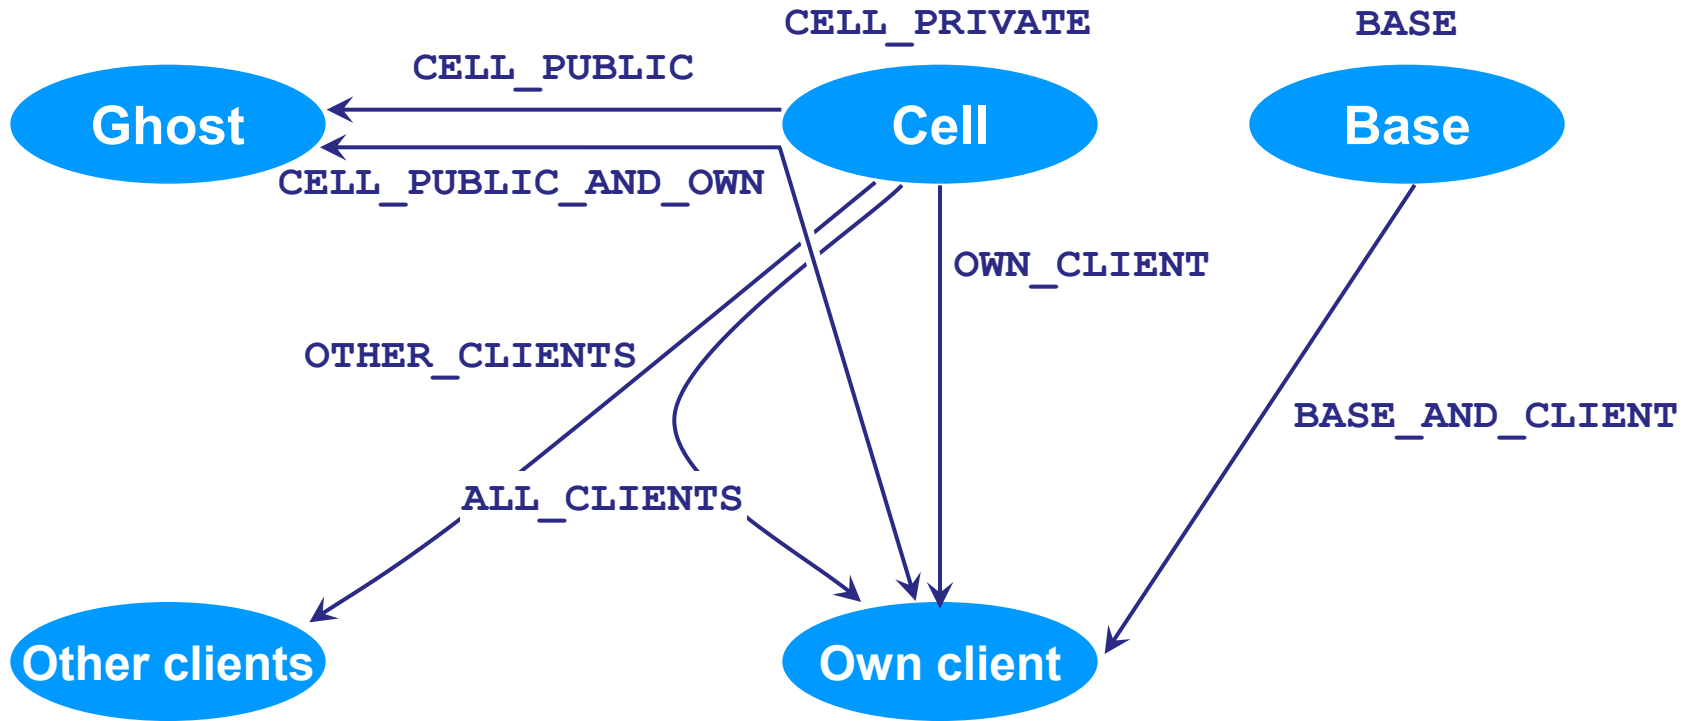 CELL_PRIVATE
BASE
CELL_PUBLIC
Ghost
Cell
Base
CELL_PUBLIC_AND_OWN
OWN_CLIENT
OTHER_CLIENTS
BASE_AND_CLIENT
ALL_CLIENTS
Other clients
Own client